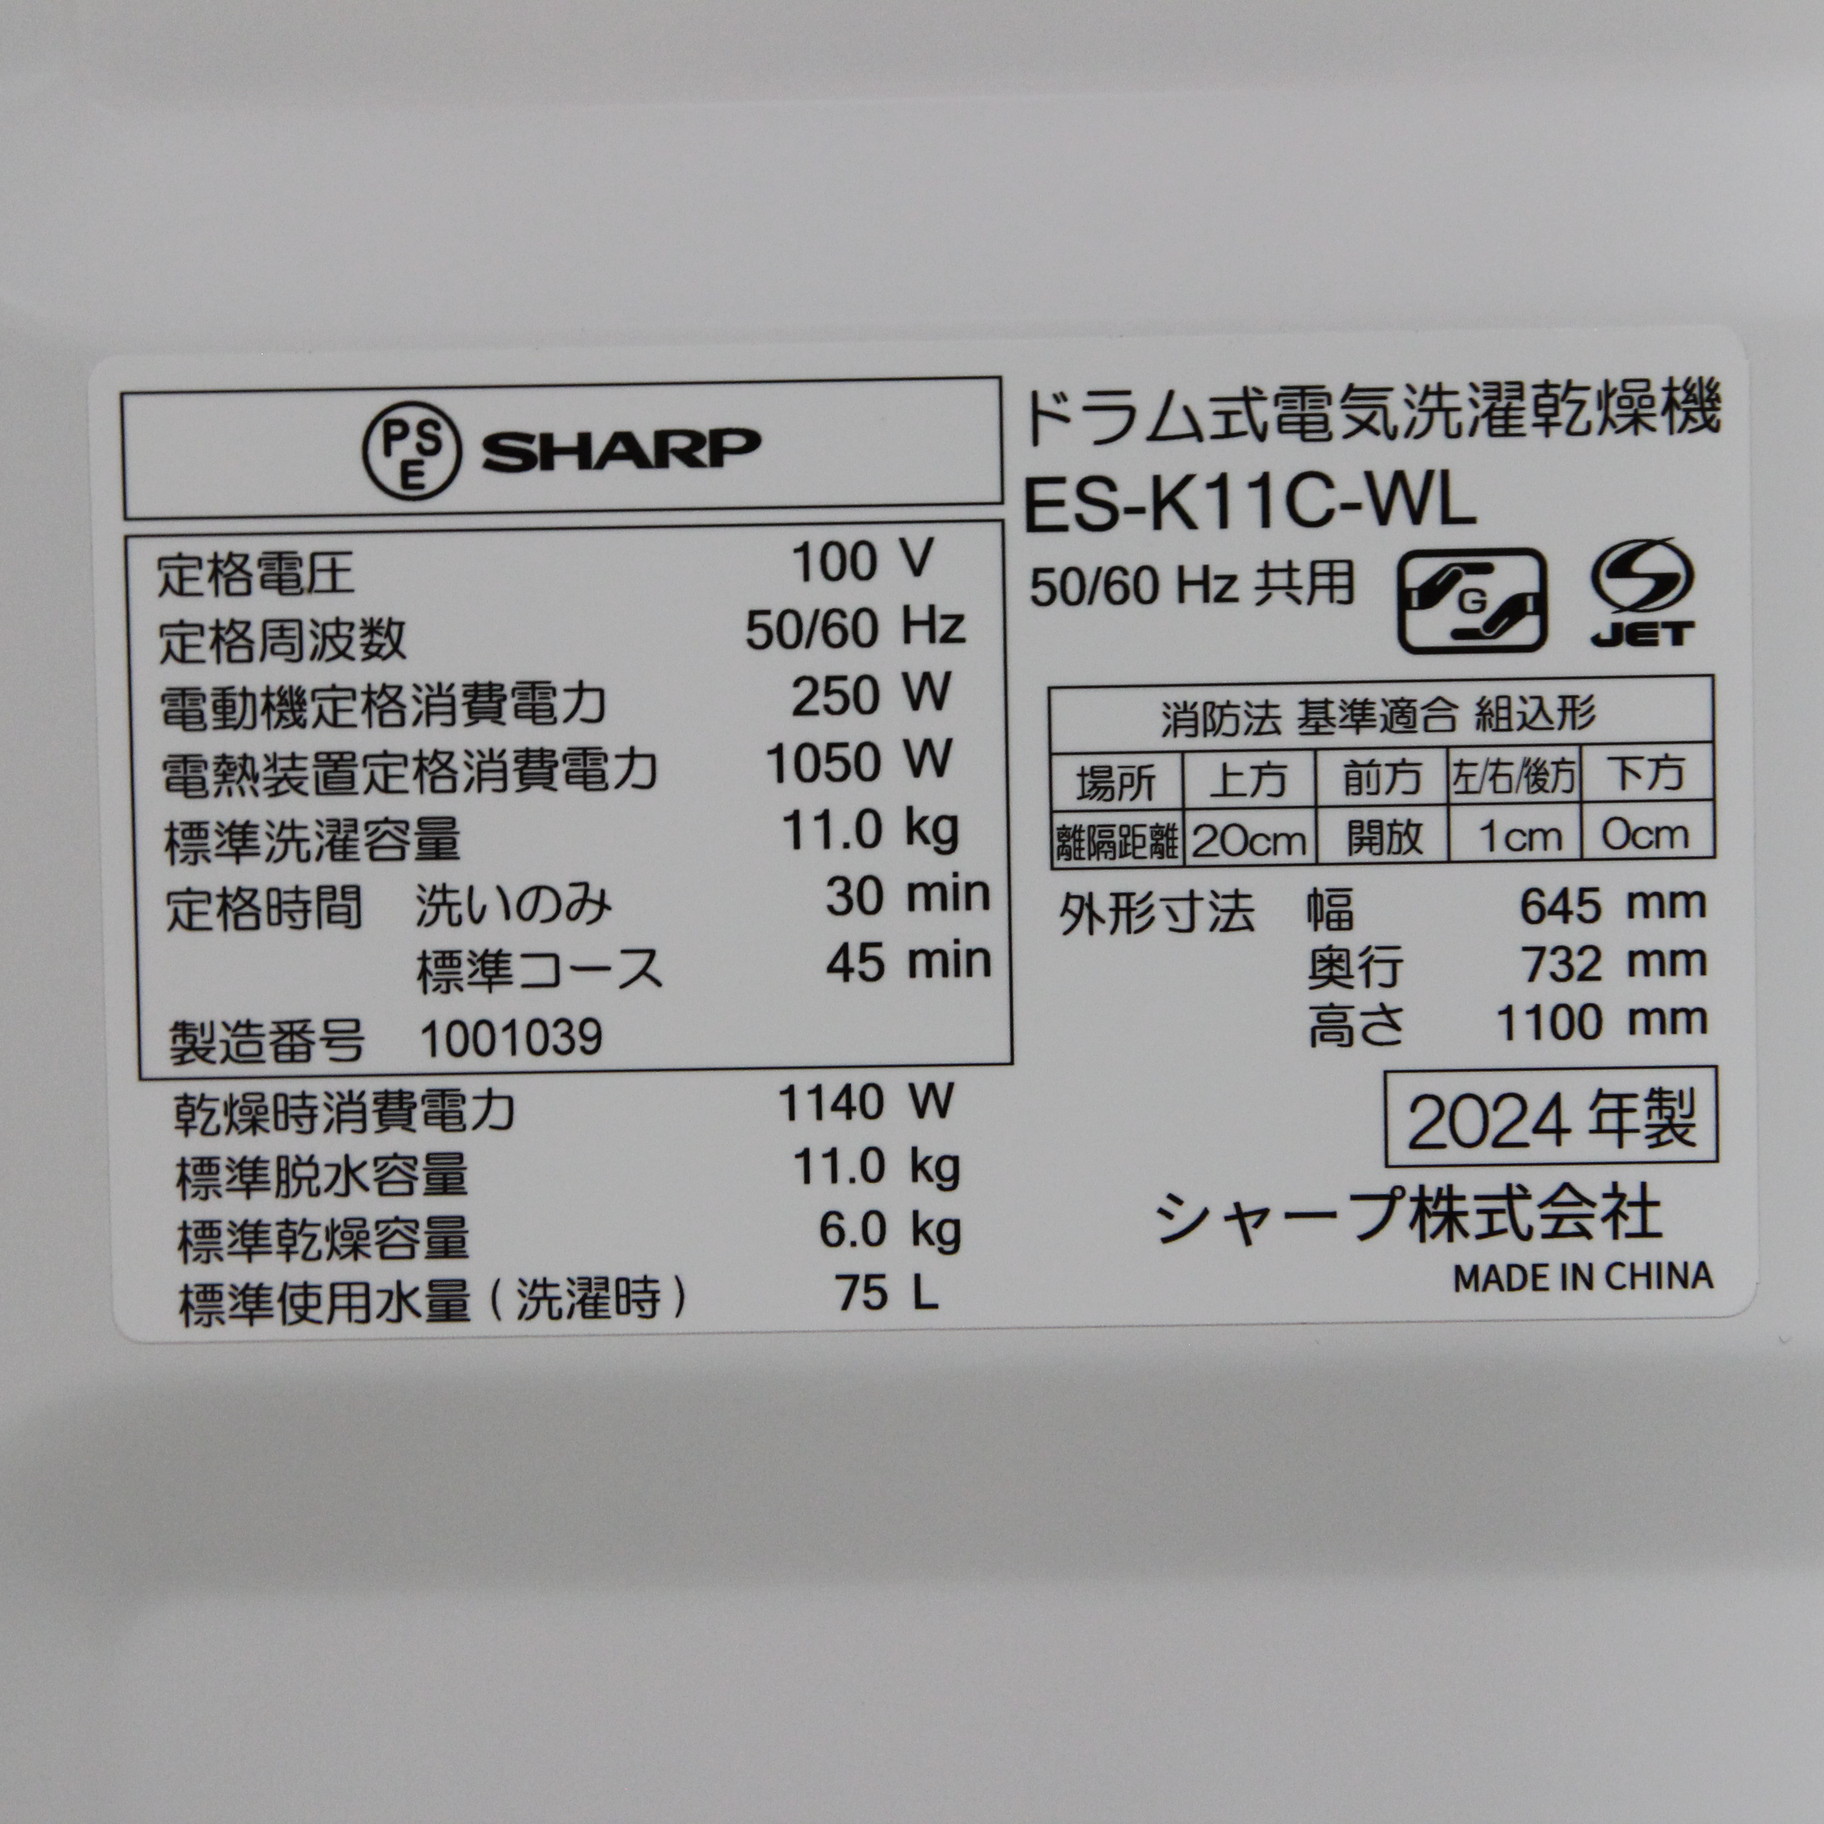 PSE SHARP
定格電圧 100 V
定格周波数 50/60 Hz
電動機定格消費電力 250 W
電熱装置定格消費電力 1050 W
標準洗濯容量 11.0 kg
定格時間 洗いのみ 30 min
標準コース 45 min
製造番号 1001039
乾燥時消費電力 1140 W
標準脱水容量 11.0 kg
標準乾燥容量 6.0 kg
標準使用水量(洗濯時) 75 L
ドラム式電気洗濯乾燥機
ES-K11C-WL
50/60 Hz 共用 G JET
消防法 基準適合 組込形
場所 上方 前方 左/右/後方 下方
離隔距離 20cm 開放 1cm 0cm
外形寸法 幅 645 mm
奥行 732 mm
高さ 1100 mm
2024年製
シャープ株式会社
MADE IN CHINA